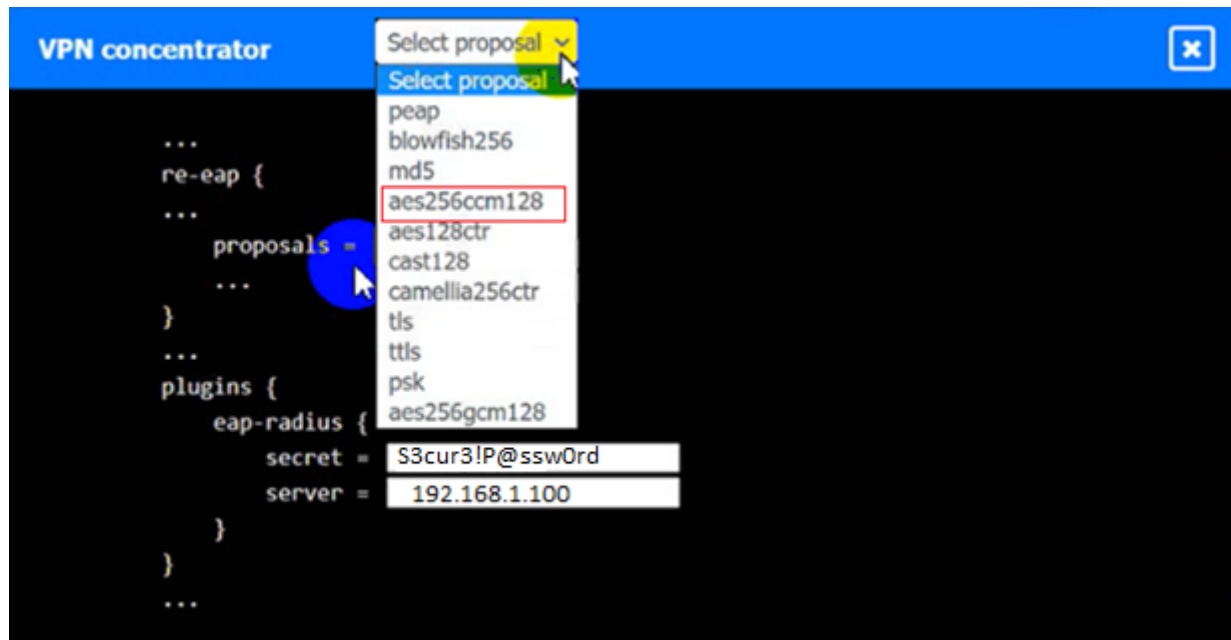 VPN concentrator
Select proposal
Select proposal
peap
blowfish256
md5
aes256ccm128
aes128ctr
cast128
camellia256ctr
tls
ttls
psk
aes256gcm128
...
re-eap {
...
proposals =
...
}
...
plugins {
eap-radius {
secret = S3cur3!P@ssw0rd
server = 192.168.1.100
}
}
...